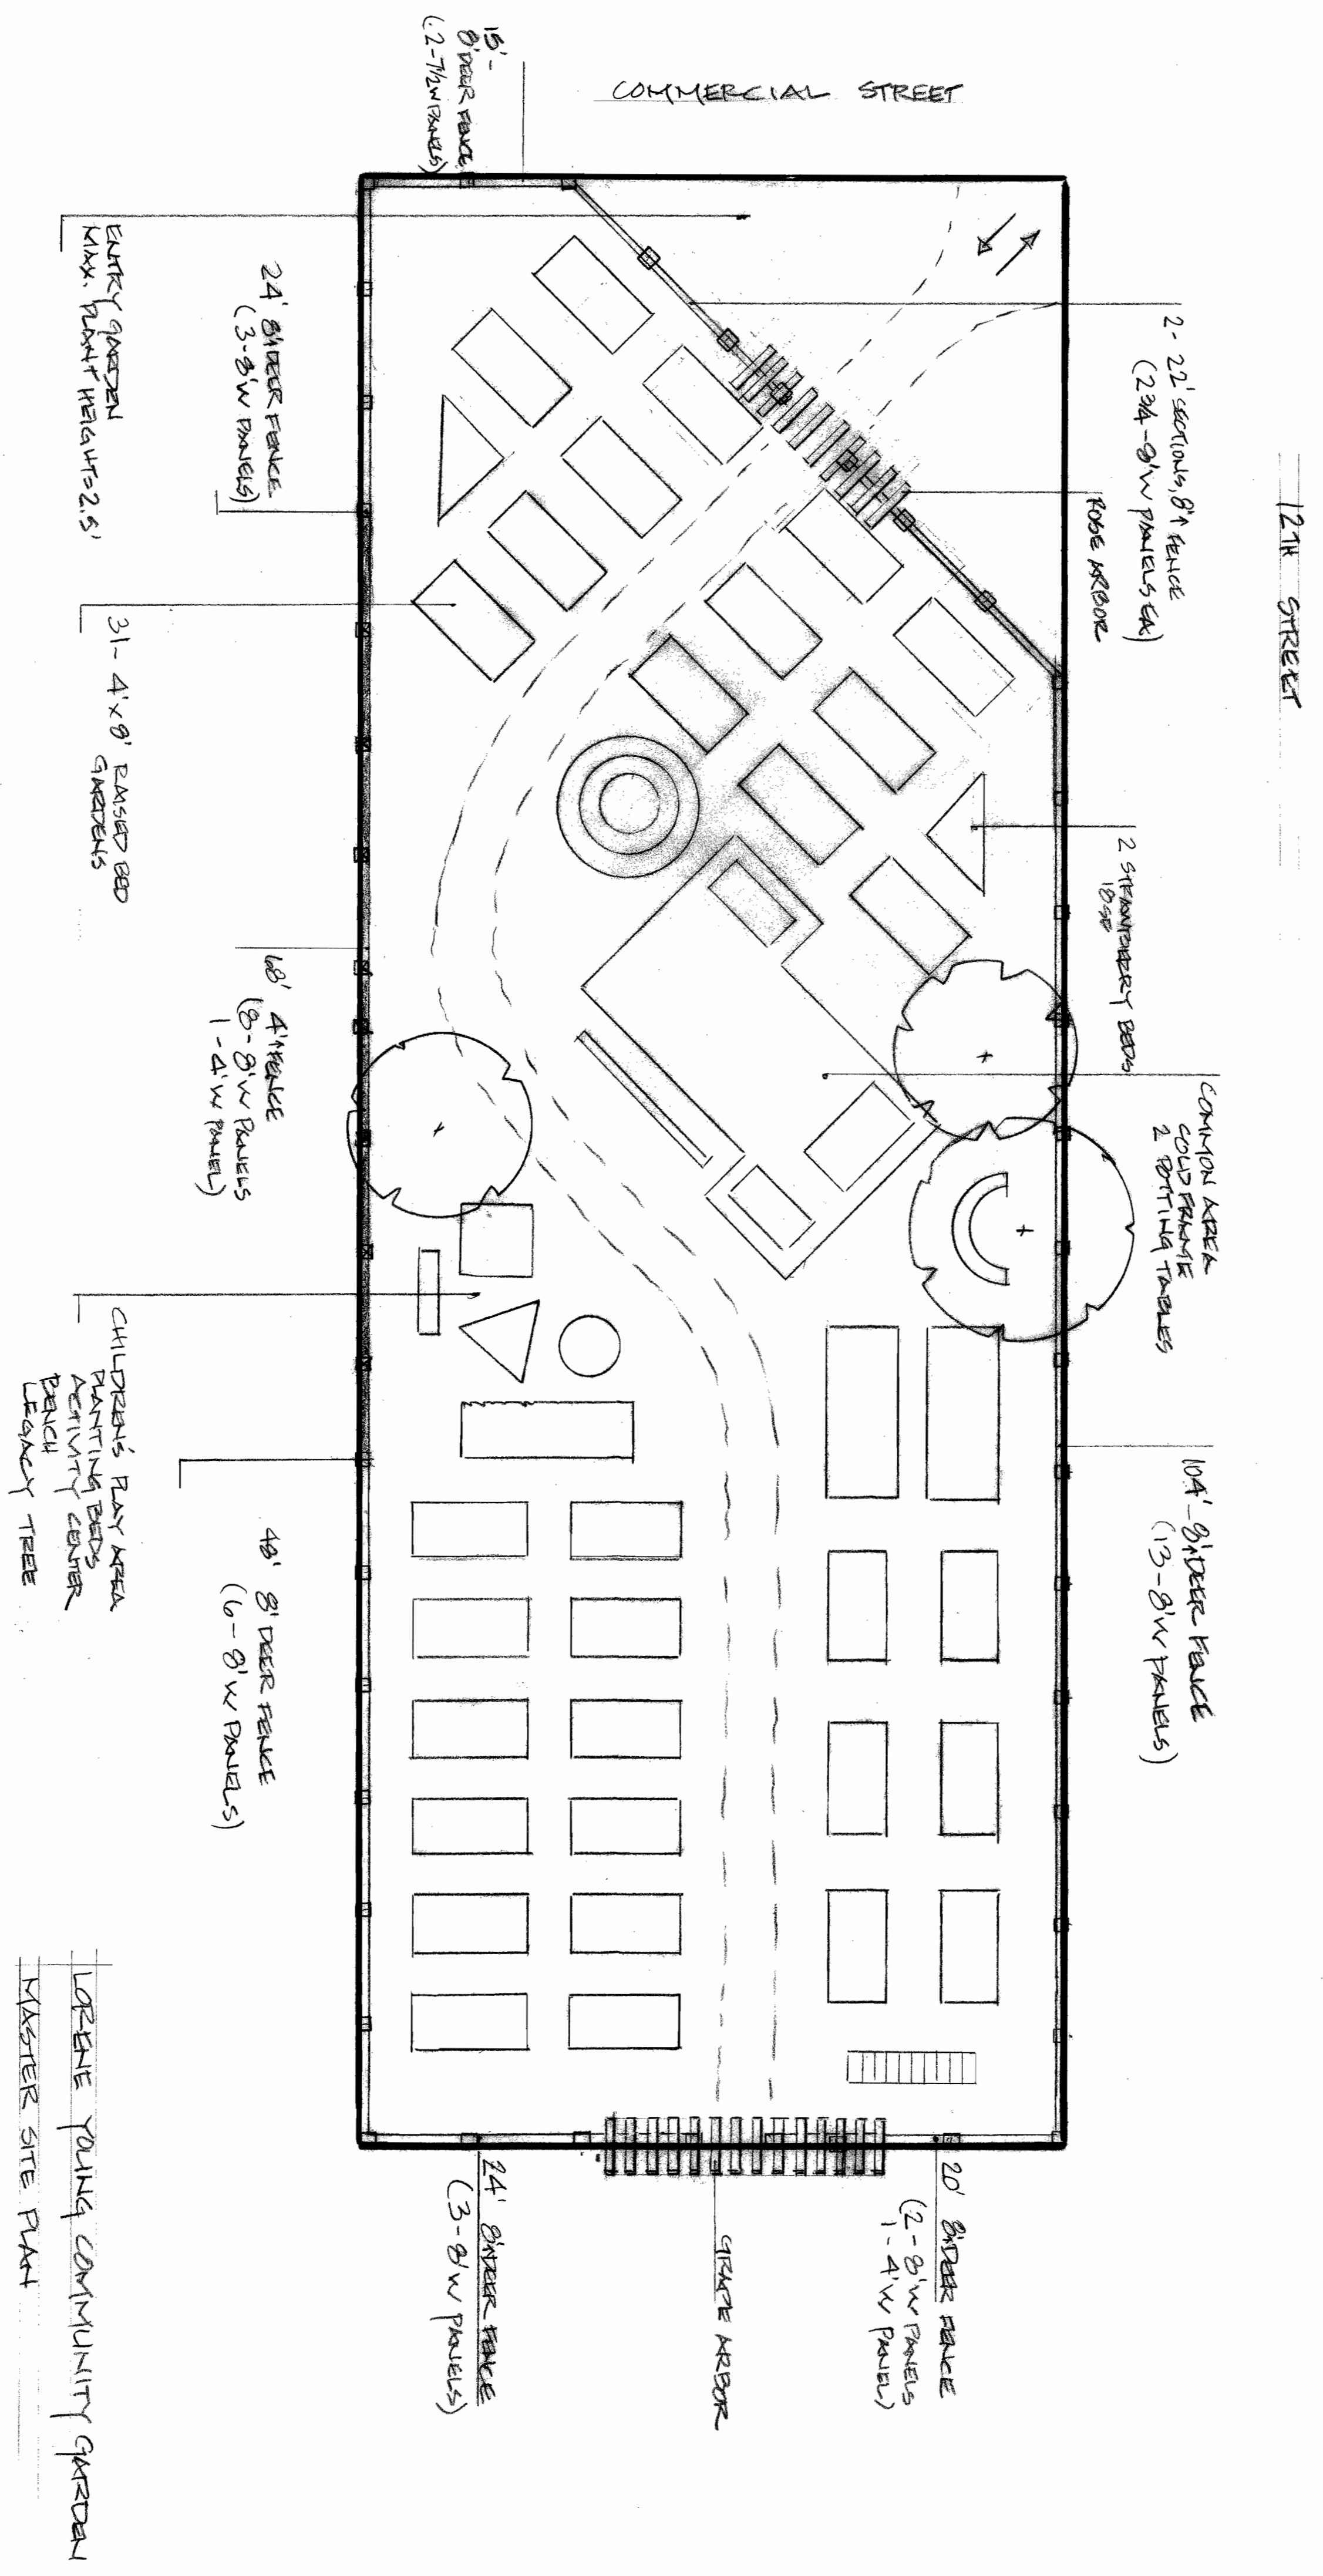 COMMERCIAL STREET
12TH STREET
15'-
8' DEER FENCE
(2-7½'W PANELS)
ENTRY GARDEN
MAX. PLANT HEIGHT=2.5'
24' 8'↑DEER FENCE
(3-8'W PANELS)
31- 4'x8' RAISED BED
GARDENS
68' 4'↑FENCE
(8-8'W PANELS
1-4'W PANEL)
CHILDREN'S PLAY AREA
PLANTING BEDS
ACTIVITY CENTER
BENCH
LEGACY TREE
48' 8' DEER FENCE
(6-8'W PANELS)
2-22' SECTIONS, 8'↑ FENCE
(2 3/4-8'W PANELS EA)
ROSE ARBOR
2 STRAWBERRY BEDS
18 SF
COMMON AREA
COLD FRAME
2 POTTING TABLES
104'-8'↑DEER FENCE
(13-8'W PANELS)
20' 8'↑DEER FENCE
(2-8'W PANELS
1-4'W PANEL)
GRAPE ARBOR
24' 8'↑DEER FENCE
(3-8'W PANELS)
LORENE YOUNG COMMUNITY GARDEN
MASTER SITE PLAN